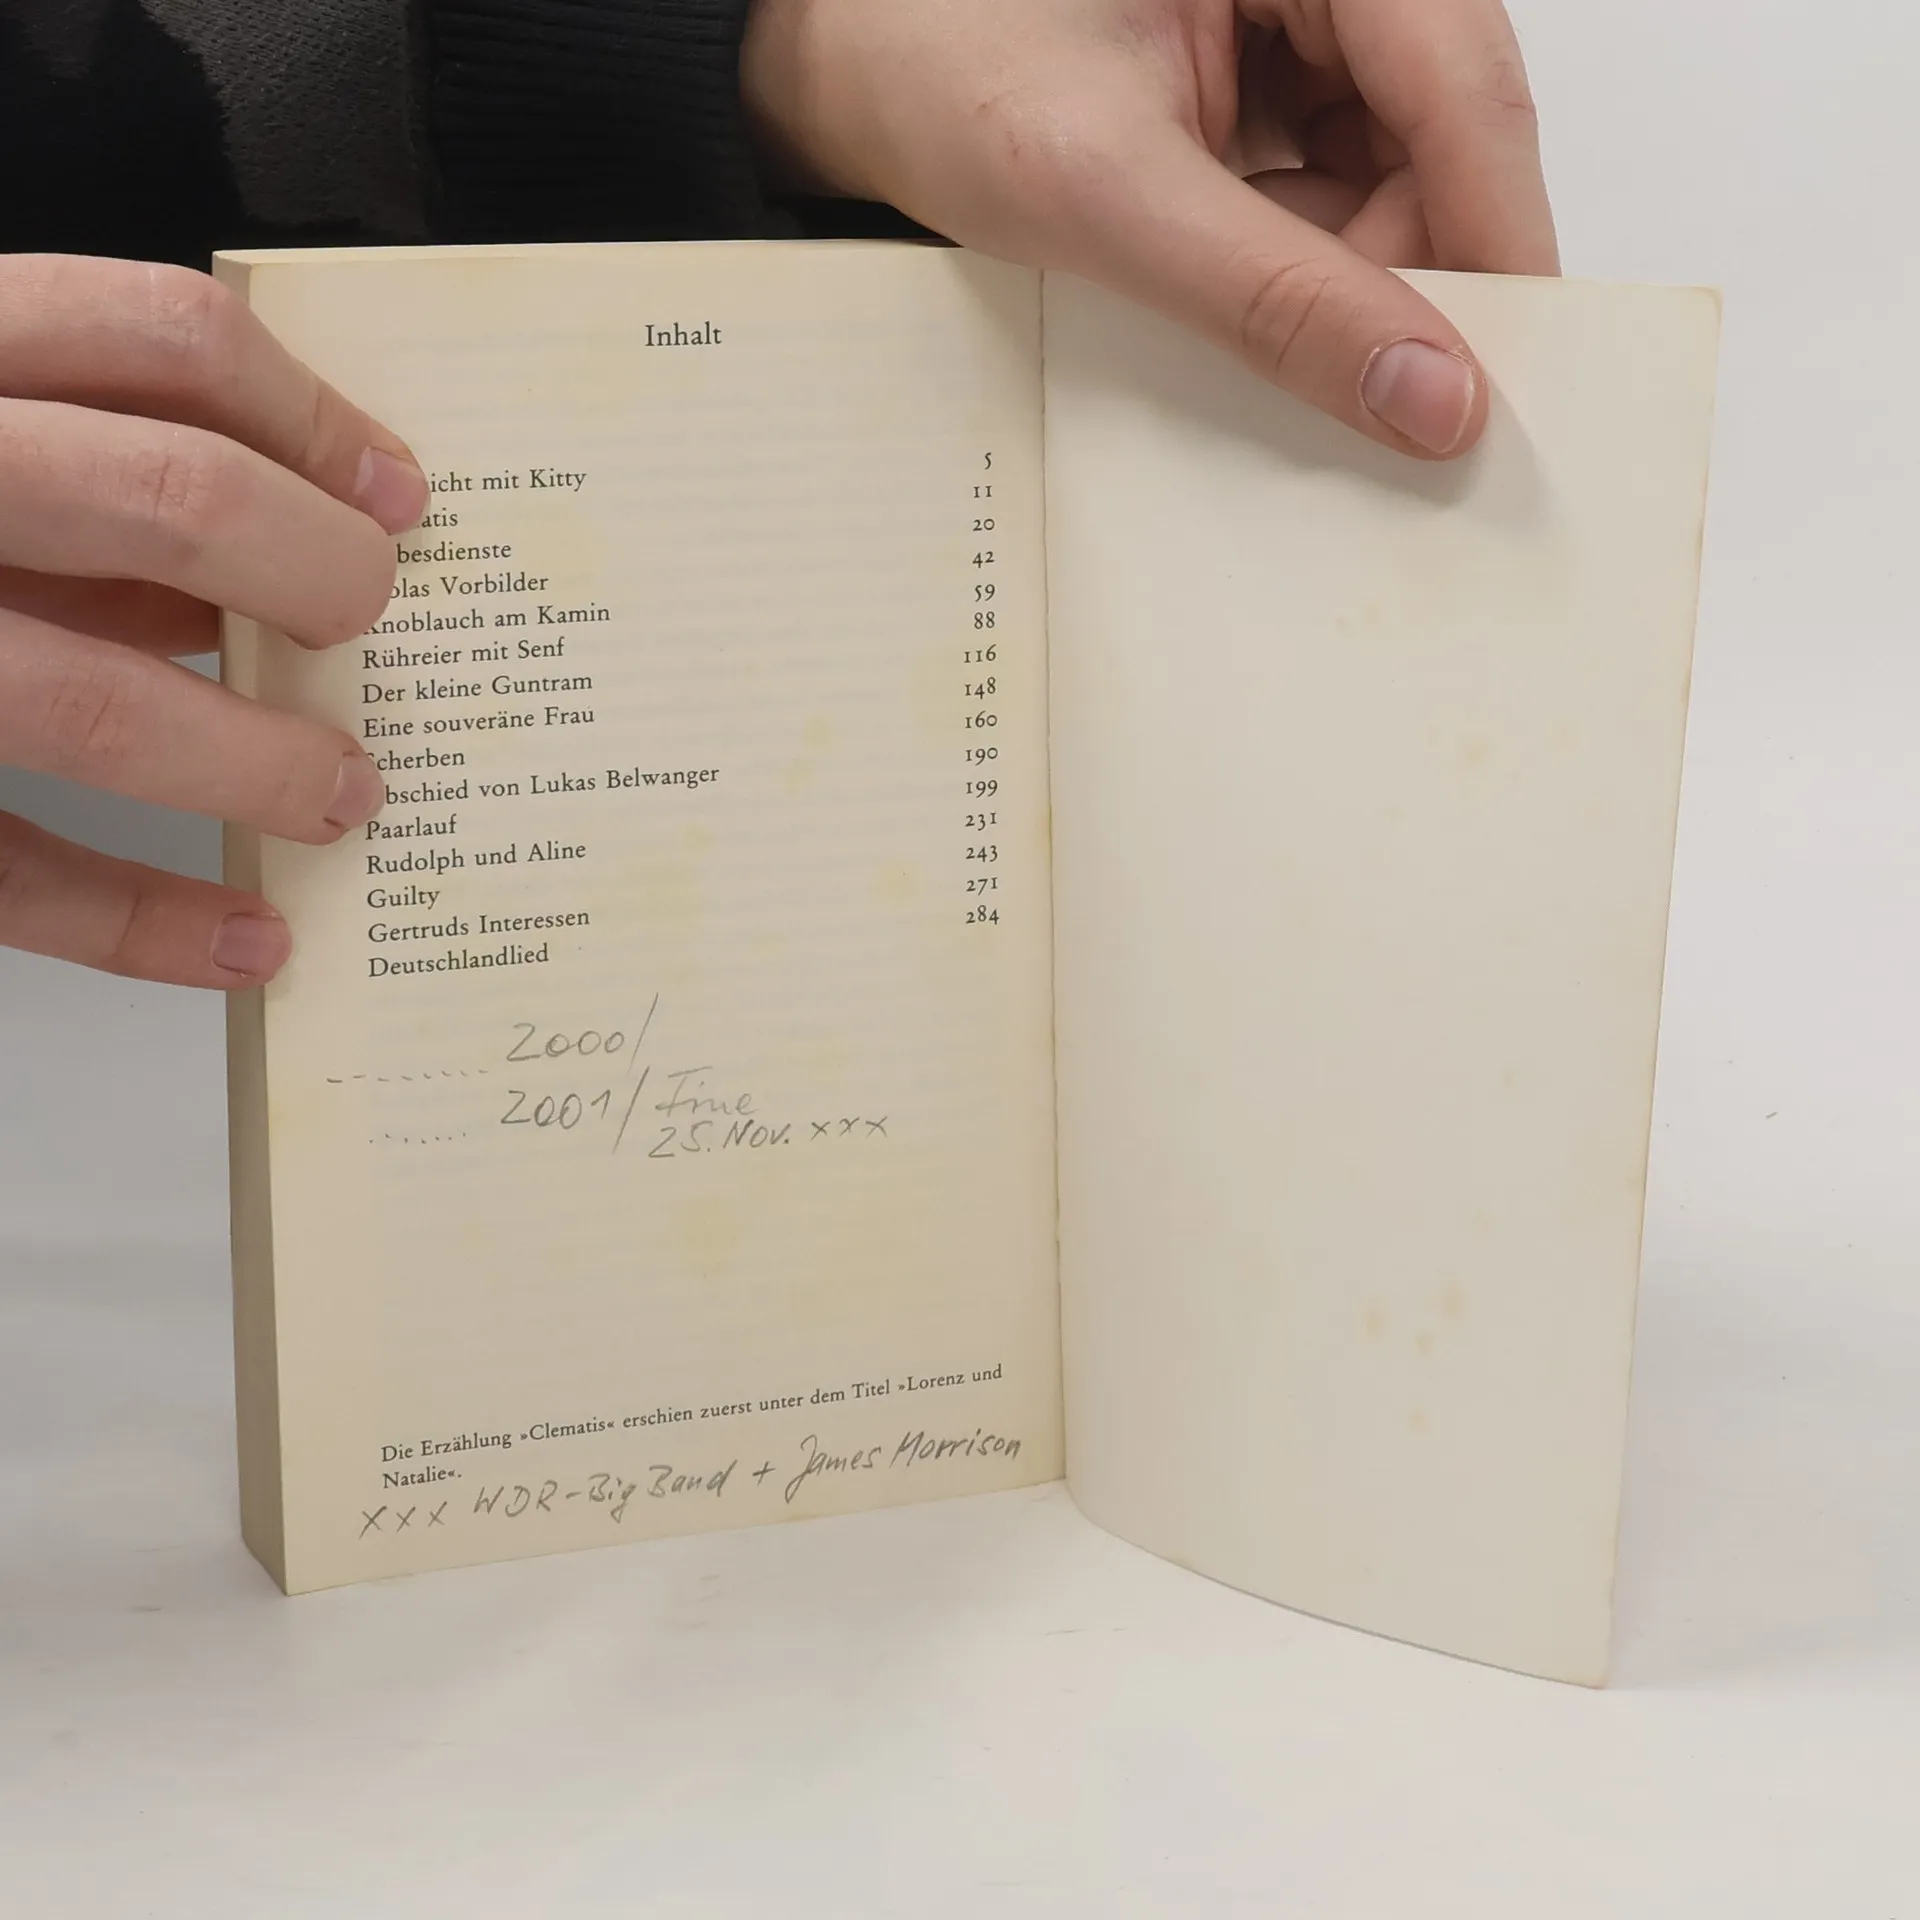 Inhalt
icht mit Kitty 5
atis 11
besdienste 20
olas Vorbilder 42
Knoblauch am Kamin 59
Rühreier mit Senf 88
Der kleine Guntram 116
Eine souveräne Frau 148
Scherben 160
bschied von Lukas Belwanger 190
Paarlauf 199
Rudolph und Aline 231
Guilty 243
Gertruds Interessen 271
Deutschlandlied 284
2000/
2001/ Fine
25. Nov. xxx
Die Erzählung »Clematis« erschien zuerst unter dem Titel »Lorenz und
Natalie«.
xxx WDR-Big Band + James Morrison